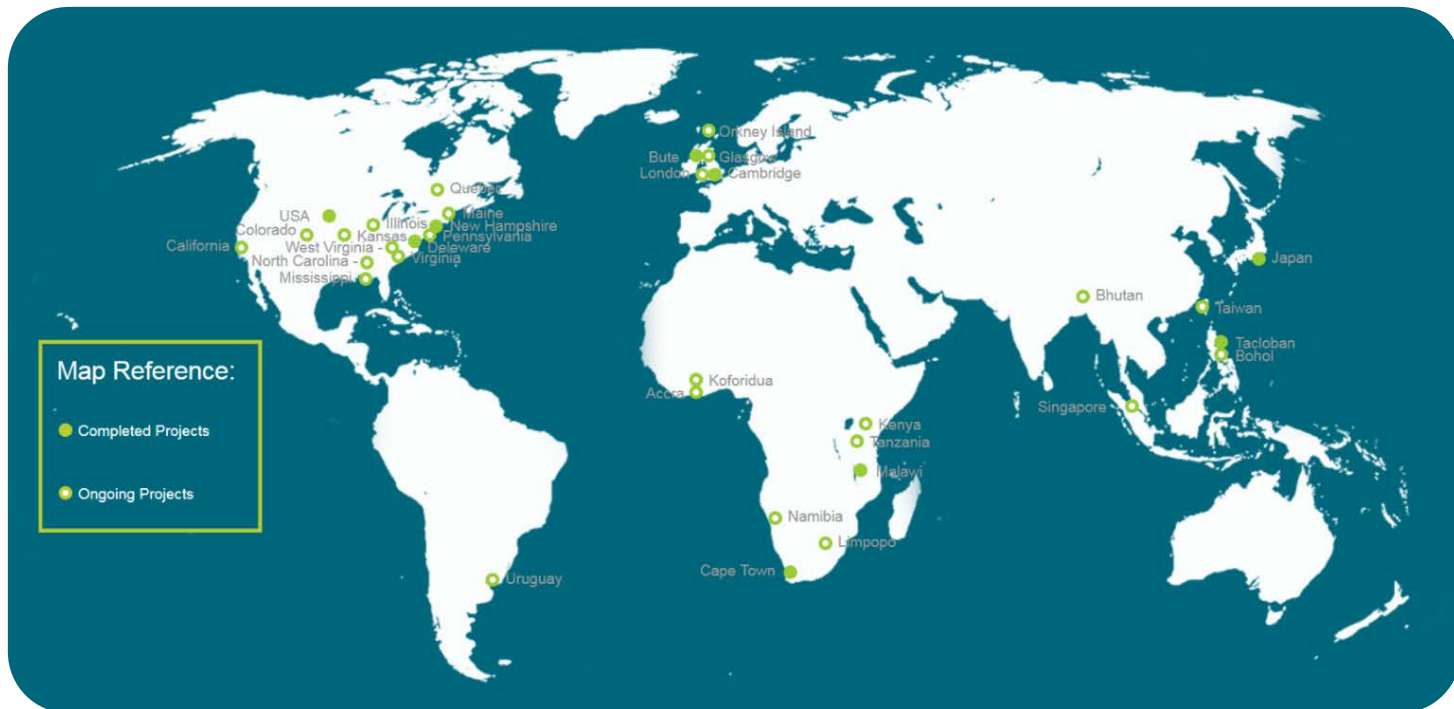 Orkney Island
Bute
Glasgow
London
Cambridge
Quebec
USA
Maine
Illinois
New Hampshire
Colorado
Kansas
Pennsylvania
California
West Virginia -
Deleware
Virginia
North Carolina -
Mississippi
Japan
Bhutan
Taiwan
Tacloban
Bohol
Map Reference:
Koforidua
Accra
Singapore
Completed Projects
Kenya
Tanzania
Malawi
Ongoing Projects
Namibia
Limpopo
Cape Town
Uruguay